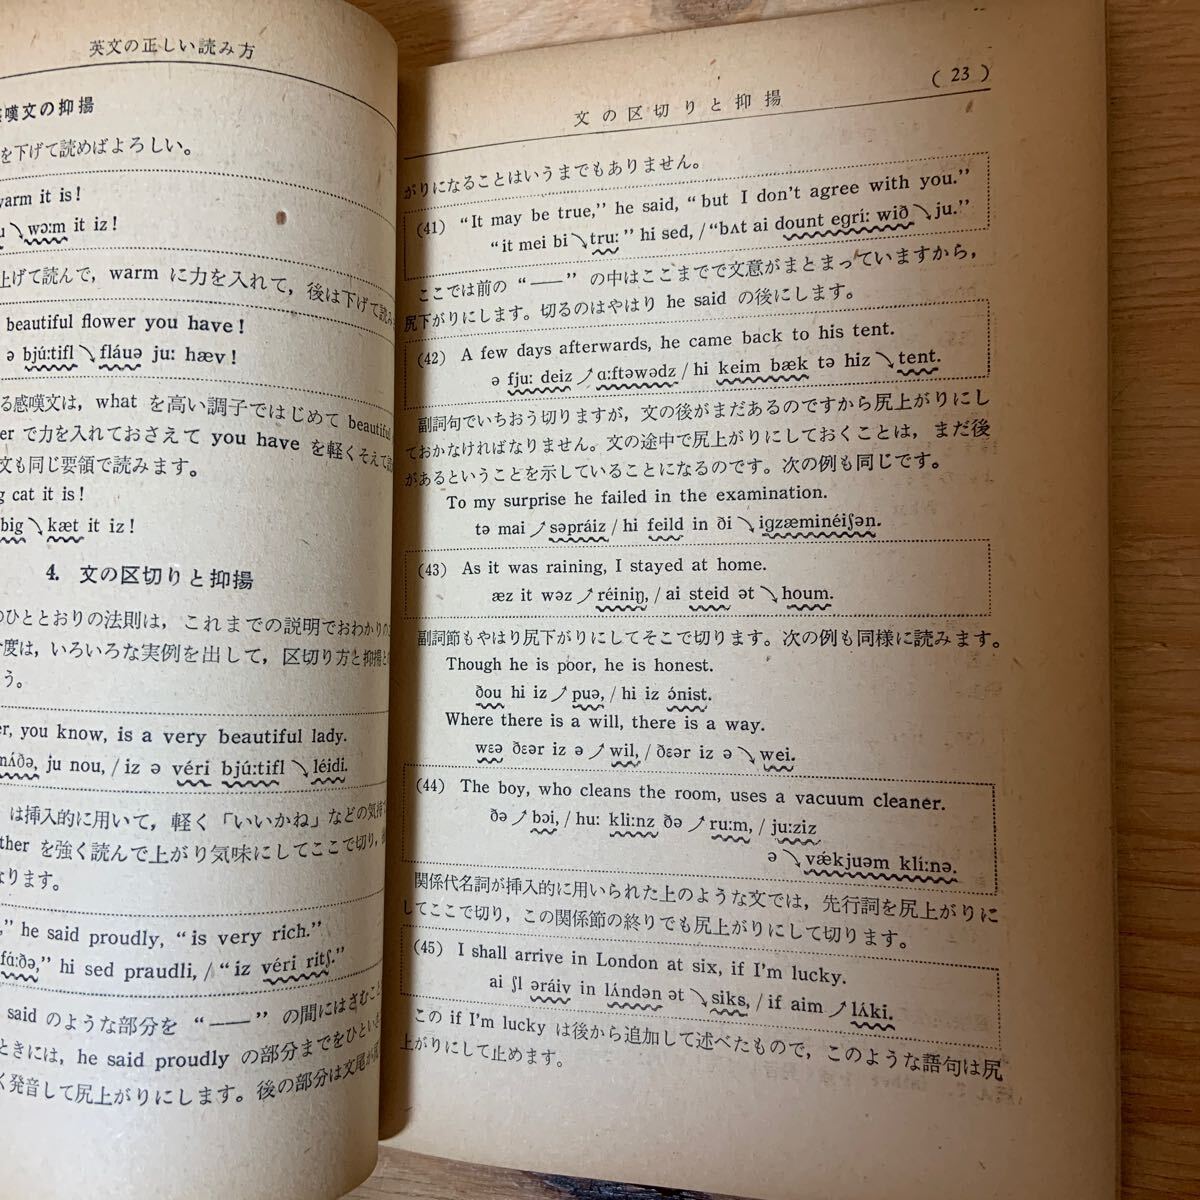 英文の正しい読み方
嘆文の抑揚
を下げて読めばよろしい。
warm it is!
wɔ:m it iz!
上げて読んで, warm に力を入れて, 後は下げて読み
beautiful flower you have!
ə bjú:tifl ↘ fláuə ju: hæv!
る感嘆文は, what を高い調子ではじめて beautiful
er で力を入れておさえて you have を軽くそえて
文も同じ要領で読みます。
g cat it is!
big ↘ kæt it iz!
4. 文の区切りと抑揚
のひととおりの法則は, これまでの説明でおわかりの
度は, いろいろな実例を出して, 区切り方と抑揚と
う。
er, you know, is a very beautiful lady.
mʌ́ðə, ju nou, / iz ə véri bjú:tifl ↘ léidi.
は挿入的に用いて, 軽く「いいかね」などの気持
ther を強く読んで上がり気味にしてここで切り,
なります。
," he said proudly, "is very rich."
fɑ́:ðə," hi sed praudli, / "iz véri ritʃ."
said のような部分を "——" の間にはさむこと
ときには, he said proudly の部分までをひといき
く発音して尻上がりにします。後の部分は文尾が
文の区切りと抑揚
( 23 )
がりになることはいうまでもありません。
(41) "It may be true," he said, "but I don't agree with you."
"it mei bi ↘ tru:" hi sed, / "bʌt ai dount egrí: wið ↘ ju."
ここでは前の "——" の中はここまでで文意がまとまっていますから,
尻下がりにします。切るのはやはり he said の後にします。
(42) A few days afterwards, he came back to his tent.
ə fju: deiz ↗ ɑ:ftəwədz / hi keim bæk tə hiz ↘ tent.
副詞句でいちおう切りますが, 文の後がまだあるのですから尻上がりにし
ておかなければなりません。文の途中で尻上がりにしておくことは, まだ後
があるということを示していることになるのです。次の例も同じです。
To my surprise he failed in the examination.
tə mai ↗ səpráiz / hi feild in ði ↘ igzæminéiʃən.
(43) As it was raining, I stayed at home.
æz it wəz ↗ réiniŋ, / ai steid ət ↘ houm.
副詞節もやはり尻下がりにしてそこで切ります。次の例も同様に読みます。
Though he is poor, he is honest.
ðou hi iz ↗ puə, / hi iz ɔ́nist.
Where there is a will, there is a way.
wɛə ðɛər iz ə ↗ wil, / ðɛər iz ə ↘ wei.
(44) The boy, who cleans the room, uses a vacuum cleaner.
ðə ↗ bɔi, / hu: kli:nz ðə ↗ ru:m, / ju:ziz
ə ↘ vǽkjuəm klí:nə.
関係代名詞が挿入的に用いられた上のような文では, 先行詞を尻上がりに
してここで切り, この関係節の終りでも尻上がりにして切ります。
(45) I shall arrive in London at six, if I'm lucky.
ai ʃl əráiv in lʌ́ndən ət ↘ siks, / if aim ↗ lʌ́ki.
この if I'm lucky は後から追加して述べたもので, このような語句は尻
上がりにして止めます。